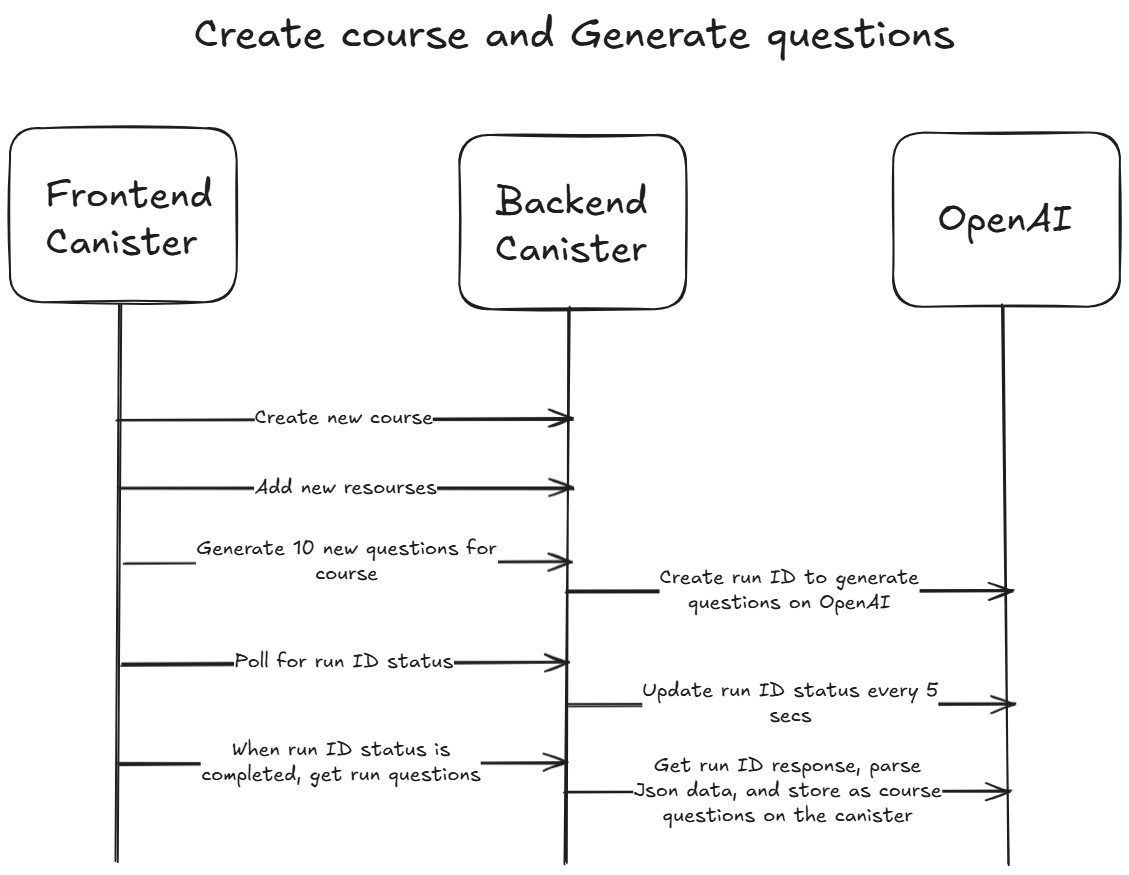 Create course and Generate questions
Frontend
Canister
Backend
Canister
OpenAI
Create new course
Add new resourses
Generate 10 new questions for
course
Create run ID to generate
questions on OpenAI
Poll for run ID status
Update run ID status every 5
secs
When run ID status is
completed, get run questions
Get run ID response, parse
Json data, and store as course
questions on the canister